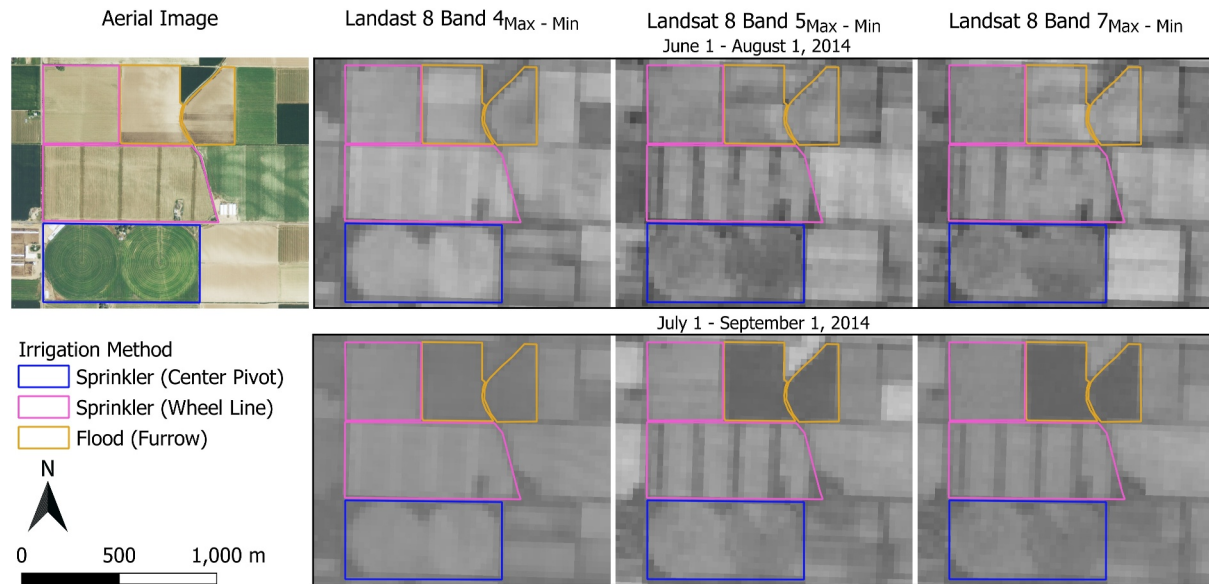 Aerial Image
Landast 8 Band 4Max - Min
Landsat 8 Band 5Max - Min
Landsat 8 Band 7Max - Min
June 1 - August 1, 2014
July 1 - September 1, 2014
Irrigation Method
Sprinkler (Center Pivot)
Sprinkler (Wheel Line)
Flood (Furrow)
N
0 500 1,000 m